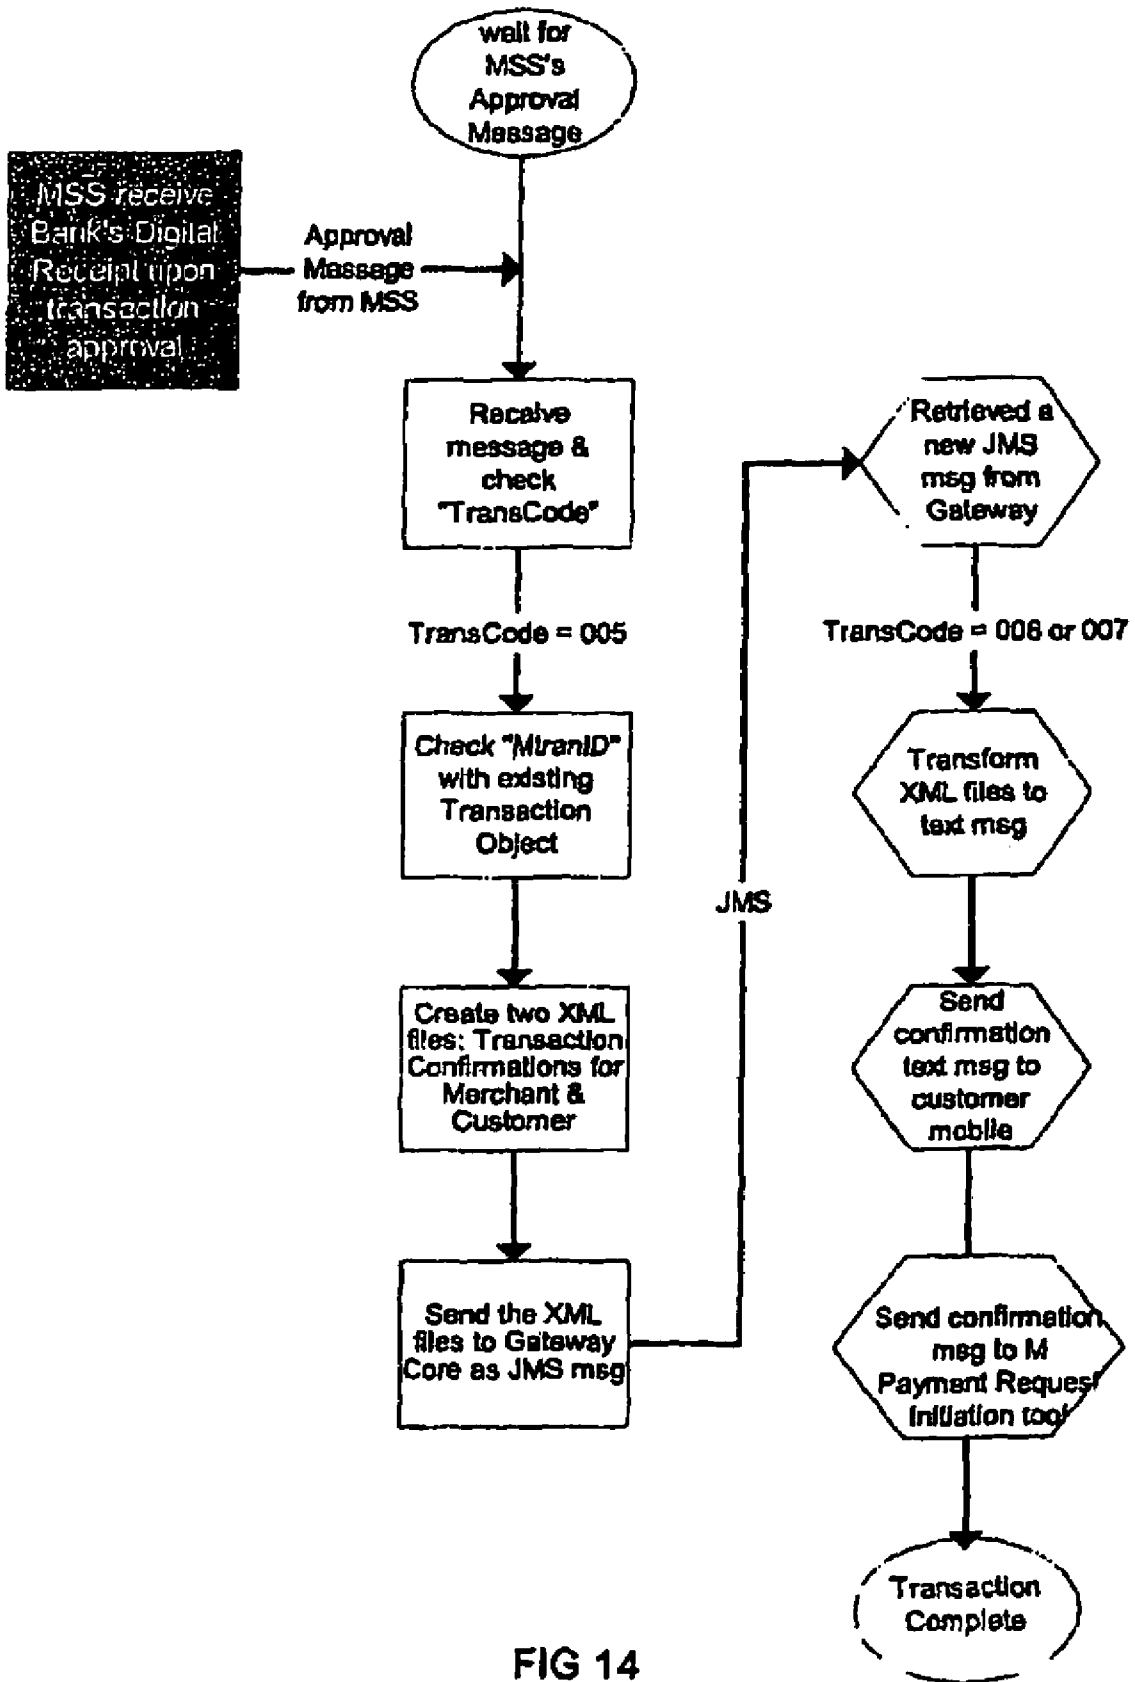 wait for
MSS's
Approval
Message
MSS receive
Bank's Digital
Receipt upon
transaction
approval
Approval
Message
from MSS
Receive
message &
check
"TransCode"
TransCode = 005
Check "MtranID"
with existing
Transaction
Object
Create two XML
files: Transaction
Confirmations for
Merchant &
Customer
Send the XML
files to Gateway
Core as JMS msg
JMS
Retrieved a
new JMS
msg from
Gateway
TransCode = 006 or 007
Transform
XML files to
text msg
Send
confirmation
text msg to
customer
mobile
Send confirmation
msg to M
Payment Request
Initiation tool
Transaction
Complete
FIG 14